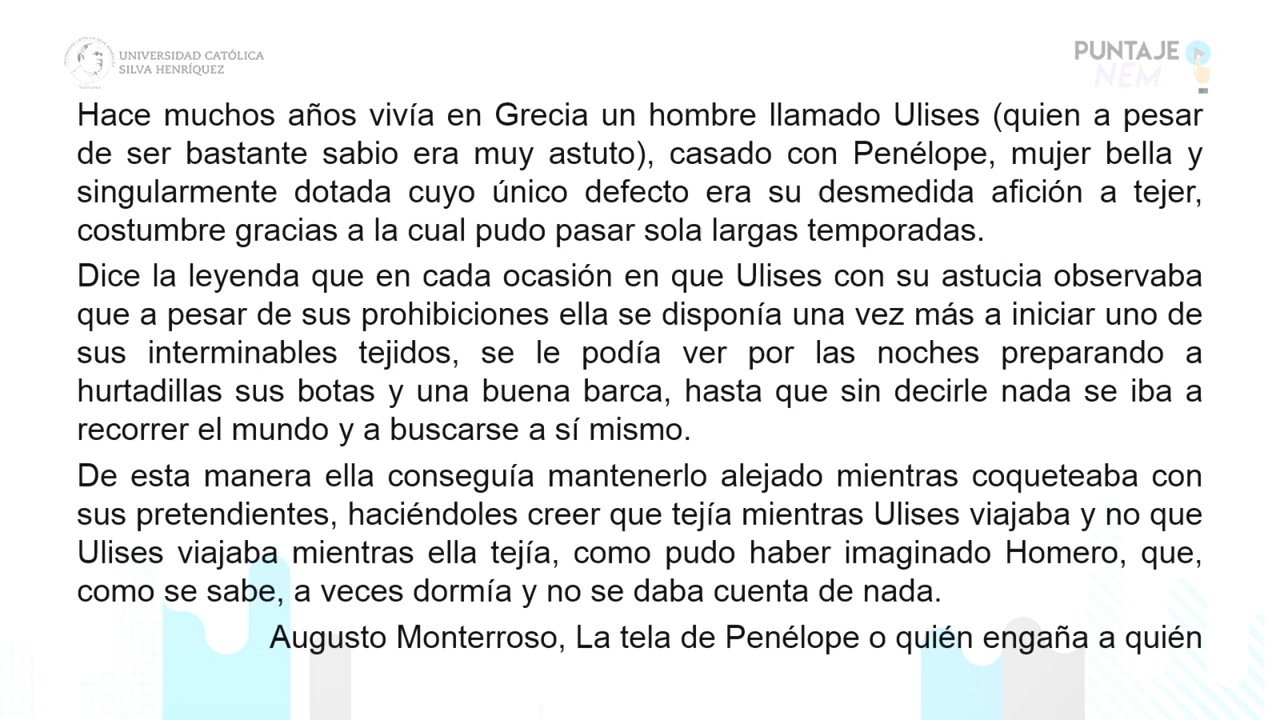 UNIVERSIDAD CATÓLICA
SILVA HENRÍQUEZ
PUNTAJE
NEM
Hace muchos años vivía en Grecia un hombre llamado Ulises (quien a pesar
de ser bastante sabio era muy astuto), casado con Penélope, mujer bella y
singularmente dotada cuyo único defecto era su desmedida afición a tejer,
costumbre gracias a la cual pudo pasar sola largas temporadas.
Dice la leyenda que en cada ocasión en que Ulises con su astucia observaba
que a pesar de sus prohibiciones ella se disponía una vez más a iniciar uno de
sus interminables tejidos, se le podía ver por las noches preparando a
hurtadillas sus botas y una buena barca, hasta que sin decirle nada se iba a
recorrer el mundo y a buscarse a sí mismo.
De esta manera ella conseguía mantenerlo alejado mientras coqueteaba con
sus pretendientes, haciéndoles creer que tejía mientras Ulises viajaba y no que
Ulises viajaba mientras ella tejía, como pudo haber imaginado Homero, que,
como se sabe, a veces dormía y no se daba cuenta de nada.
Augusto Monterroso, La tela de Penélope o quién engaña a quién